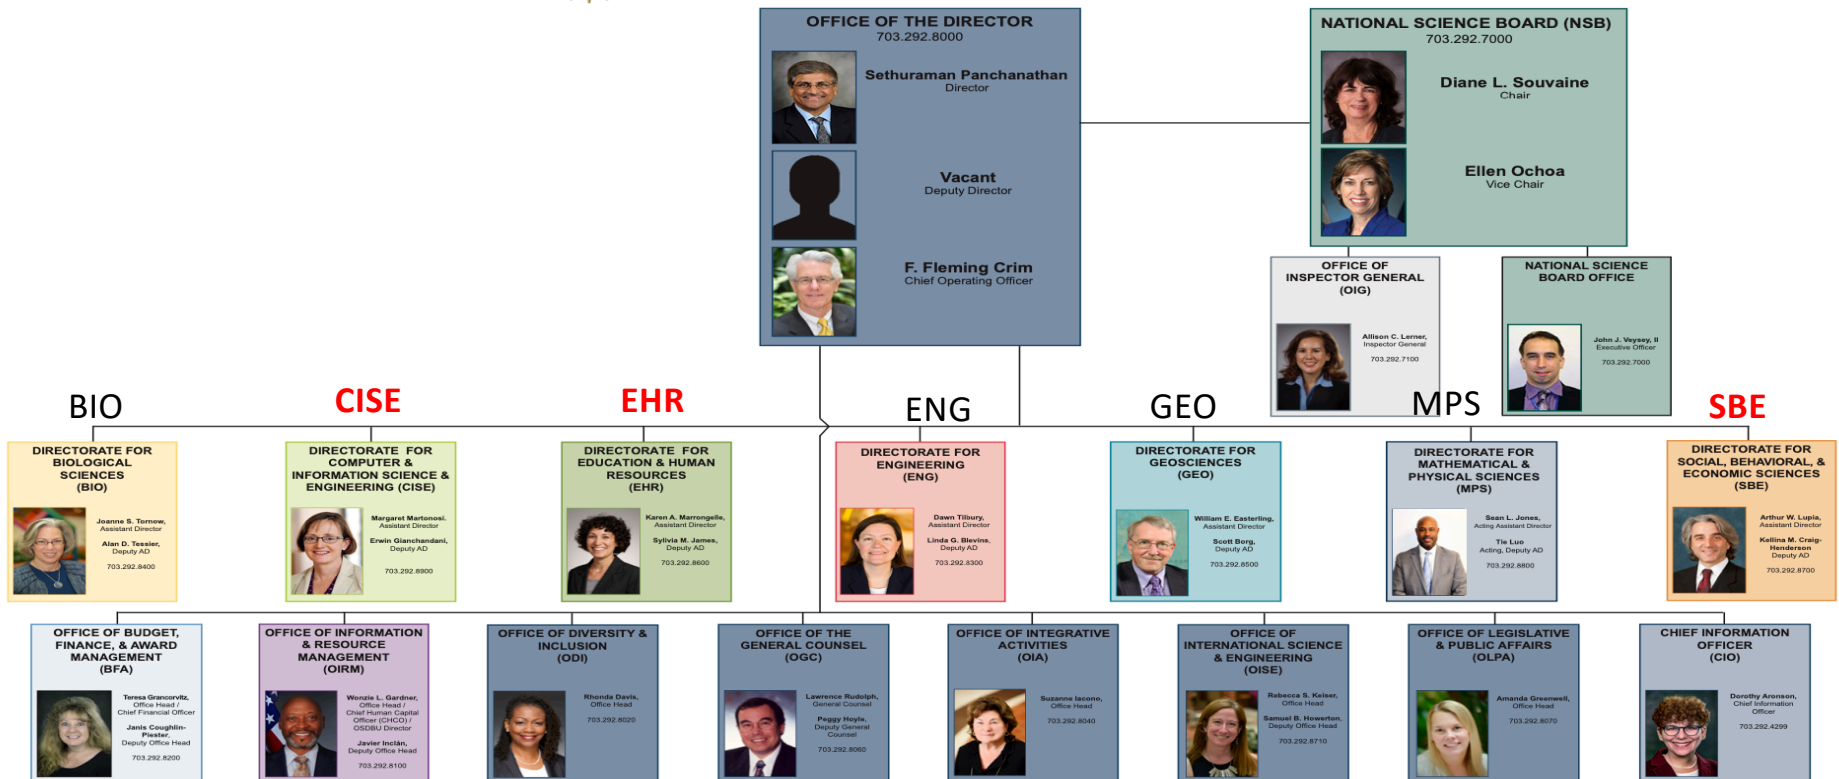 OFFICE OF THE DIRECTOR
703.292.8000
Sethuraman Panchanathan
Director
Vacant
Deputy Director
F. Fleming Crim
Chief Operating Officer
NATIONAL SCIENCE BOARD (NSB)
703.292.7000
Diane L. Souvaine
Chair
Ellen Ochoa
Vice Chair
OFFICE OF
INSPECTOR GENERAL
(OIG)
Allison C. Lerner,
Inspector General
703.292.7100
NATIONAL SCIENCE
BOARD OFFICE
John J. Veysey, II
Executive Officer
703.292.7000
BIO
CISE
EHR
ENG
GEO
MPS
SBE
DIRECTORATE FOR
BIOLOGICAL
SCIENCES
(BIO)
Joanne S. Tornow,
Assistant Director
Alan D. Tessier,
Deputy AD
703.292.8400
DIRECTORATE FOR
COMPUTER &
INFORMATION SCIENCE &
ENGINEERING (CISE)
Margaret Martonosi.
Assistant Director
Erwin Gianchandani,
Deputy AD
703.292.8900
DIRECTORATE FOR
EDUCATION & HUMAN
RESOURCES
(EHR)
Karen A. Marrongelle,
Assistant Director
Sylivia M. James,
Deputy AD
703.292.8600
DIRECTORATE FOR
ENGINEERING
(ENG)
Dawn Tilbury,
Assistant Director
Linda G. Blevins,
Deputy AD
703.292.8300
DIRECTORATE FOR
GEOSCIENCES
(GEO)
William E. Easterling,
Assistant Director
Scott Borg,
Deputy AD
703.292.8500
DIRECTORATE FOR
MATHEMATICAL &
PHYSICAL SCIENCES
(MPS)
Sean L. Jones,
Acting Assistant Director
Tie Luo
Acting, Deputy AD
703.292.8800
DIRECTORATE FOR
SOCIAL, BEHAVIORAL, &
ECONOMIC SCIENCES
(SBE)
Arthur W. Lupia,
Assistant Director
Kellina M. Craig-
Henderson
Deputy AD
703.292.8700
OFFICE OF BUDGET,
FINANCE, & AWARD
MANAGEMENT
(BFA)
Teresa Grancorvitz,
Office Head /
Chief Financial Officer
Janis Coughlin-
Piester,
Deputy Office Head
703.292.8200
OFFICE OF INFORMATION
& RESOURCE
MANAGEMENT
(OIRM)
Wonzie L. Gardner,
Office Head /
Chief Human Capital
Officer (CHCO) /
OSDBU Director
Javier Inclán,
Deputy Office Head
703.292.8100
OFFICE OF DIVERSITY &
INCLUSION
(ODI)
Rhonda Davis,
Office Head
703.292.8020
OFFICE OF THE
GENERAL COUNSEL
(OGC)
Lawrence Rudolph,
General Counsel
Peggy Hoyle,
Deputy General
Counsel
703.292.8060
OFFICE OF INTEGRATIVE
ACTIVITIES
(OIA)
Suzanne Iacono,
Office Head
703.292.8040
OFFICE OF
INTERNATIONAL SCIENCE
& ENGINEERING
(OISE)
Rebecca S. Keiser,
Office Head
Samuel B. Howerton,
Deputy Office Head
703.292.8710
OFFICE OF LEGISLATIVE
& PUBLIC AFFAIRS
(OLPA)
Amanda Greenwell,
Office Head
703.292.8070
CHIEF INFORMATION
OFFICER
(CIO)
Dorothy Aronson,
Chief Information
Officer
703.292.4299